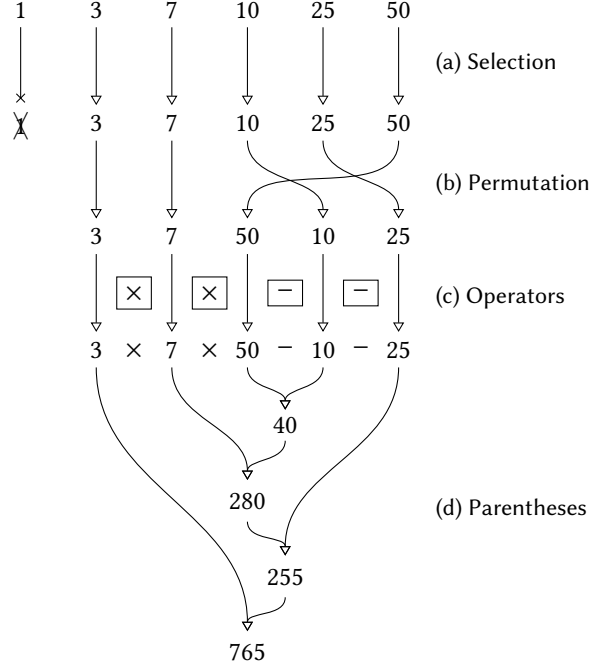 1 3 7 10 25 50
(a) Selection
1 3 7 10 25 50
(b) Permutation
3 7 50 10 25
× × − −
(c) Operators
3 × 7 × 50 − 10 − 25
40
280
(d) Parentheses
255
765